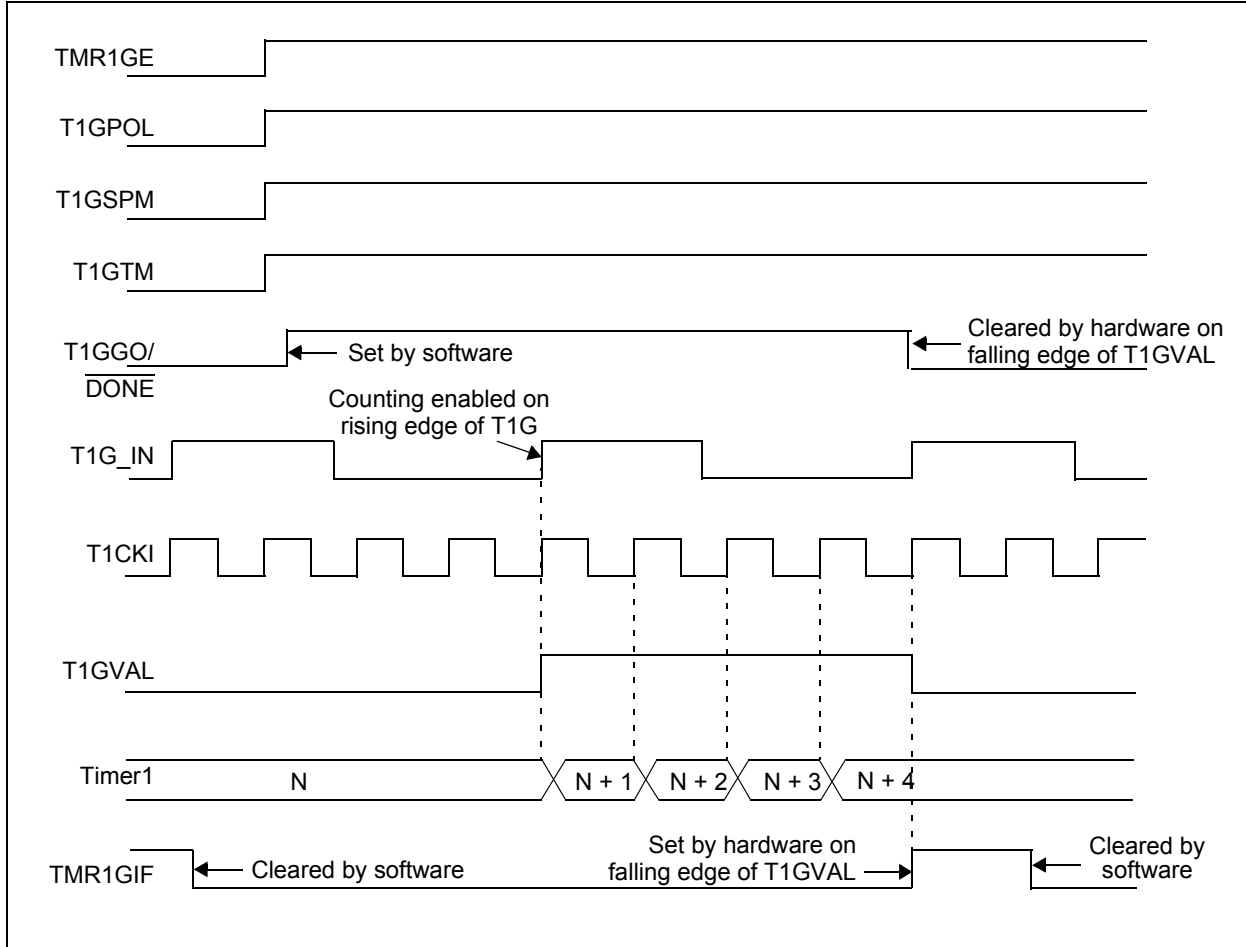 TMR1GE
T1GPOL
T1GSPM
T1GTM
T1GGO/
DONE
Set by software
Cleared by hardware on
falling edge of T1GVAL
Counting enabled on
rising edge of T1G
T1G_IN
T1CKI
T1GVAL
Timer1
N
N + 1
N + 2
N + 3
N + 4
TMR1GIF
Cleared by software
Set by hardware on
falling edge of T1GVAL
Cleared by
software